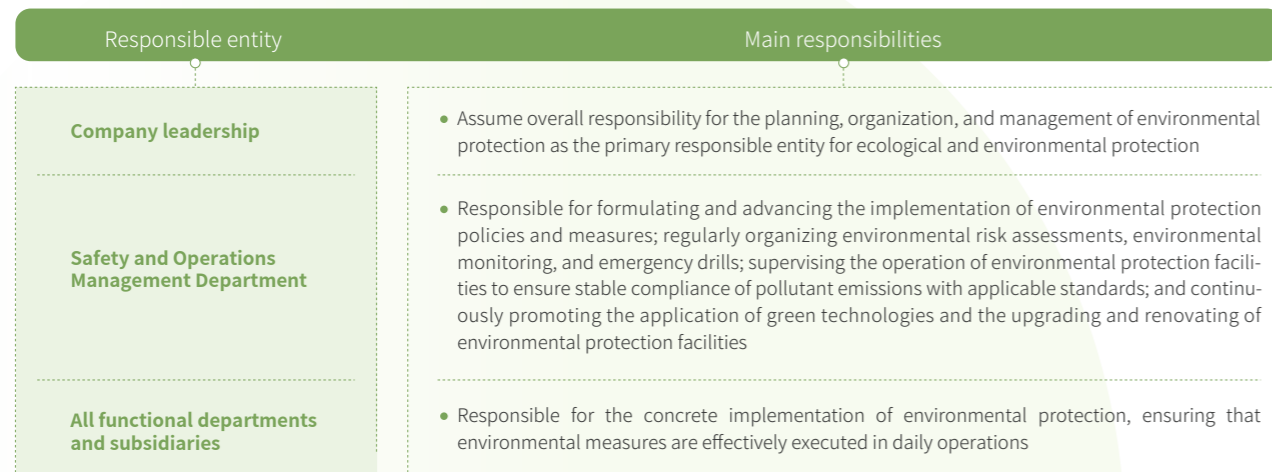 Responsible entity
Main responsibilities
Company leadership
● Assume overall responsibility for the planning, organization, and management of environmental
protection as the primary responsible entity for ecological and environmental protection
Safety and Operations
Management Department
● Responsible for formulating and advancing the implementation of environmental protection
policies and measures; regularly organizing environmental risk assessments, environmental
monitoring, and emergency drills; supervising the operation of environmental protection facili-
ties to ensure stable compliance of pollutant emissions with applicable standards; and continu-
ously promoting the application of green technologies and the upgrading and renovating of
environmental protection facilities
All functional departments
and subsidiaries
● Responsible for the concrete implementation of environmental protection, ensuring that
environmental measures are effectively executed in daily operations